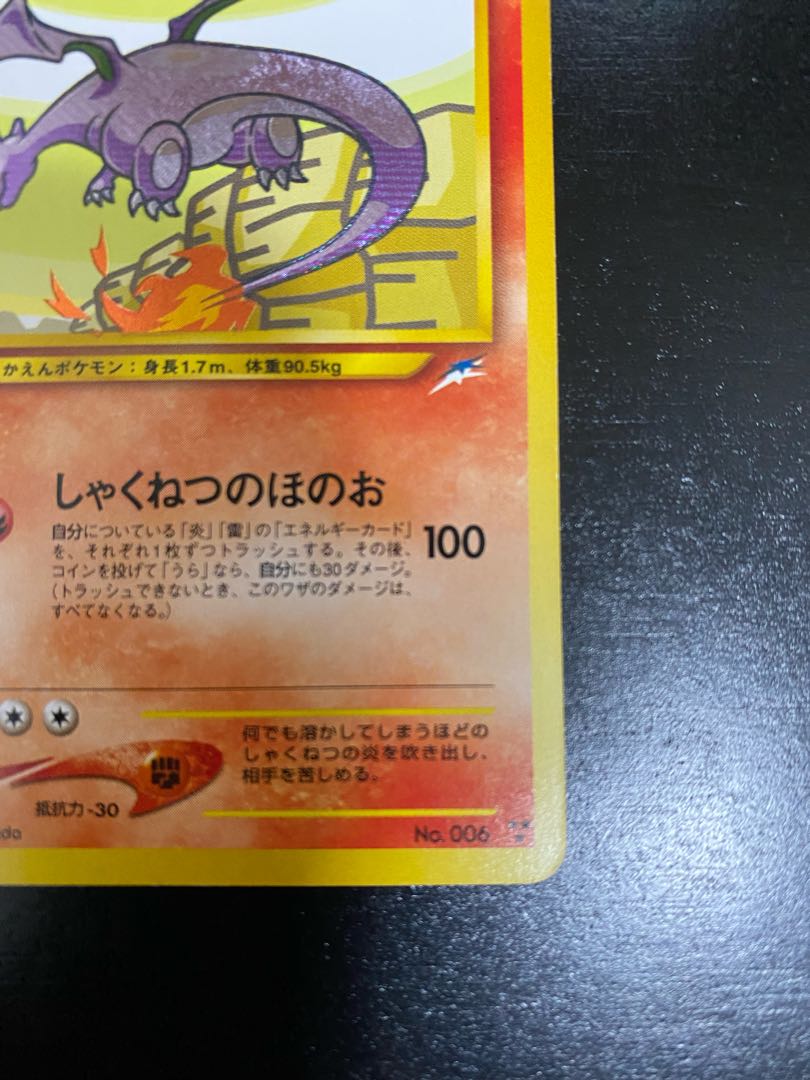 かえんポケモン：身長1.7m、体重90.5kg
しゃくねつのほのお
自分についている「炎」「雷」の「エネルギーカード」
を、それぞれ1枚ずつトラッシュする。その後、
コインを投げて「うら」なら、自分にも30ダメージ。
（トラッシュできないとき、このワザのダメージは、
すべてなくなる。）
100
何でも溶かしてしまうほどの
しゃくねつの炎を吹き出し、
相手を苦しめる。
抵抗力 -30
da
No. 006